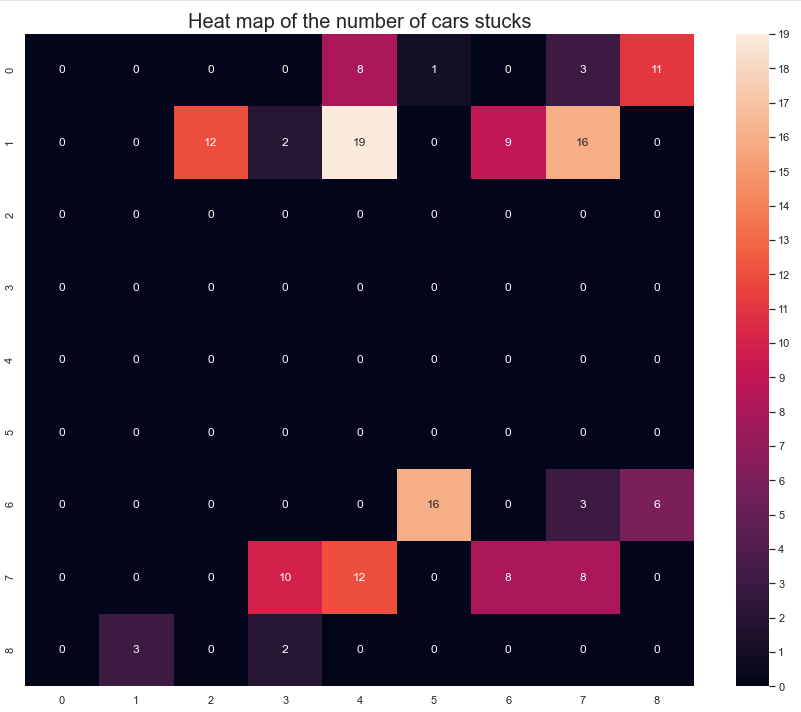 Heat map of the number of cars stucks
0 0 0 0 0 8 1 0 3 11
1 0 0 12 2 19 0 9 16 0
2 0 0 0 0 0 0 0 0 0
3 0 0 0 0 0 0 0 0 0
4 0 0 0 0 0 0 0 0 0
5 0 0 0 0 0 0 0 0 0
6 0 0 0 0 0 16 0 3 6
7 0 0 0 10 12 0 8 8 0
8 0 3 0 2 0 0 0 0 0
0 1 2 3 4 5 6 7 8
19
18
17
16
15
14
13
12
11
10
9
8
7
6
5
4
3
2
1
0